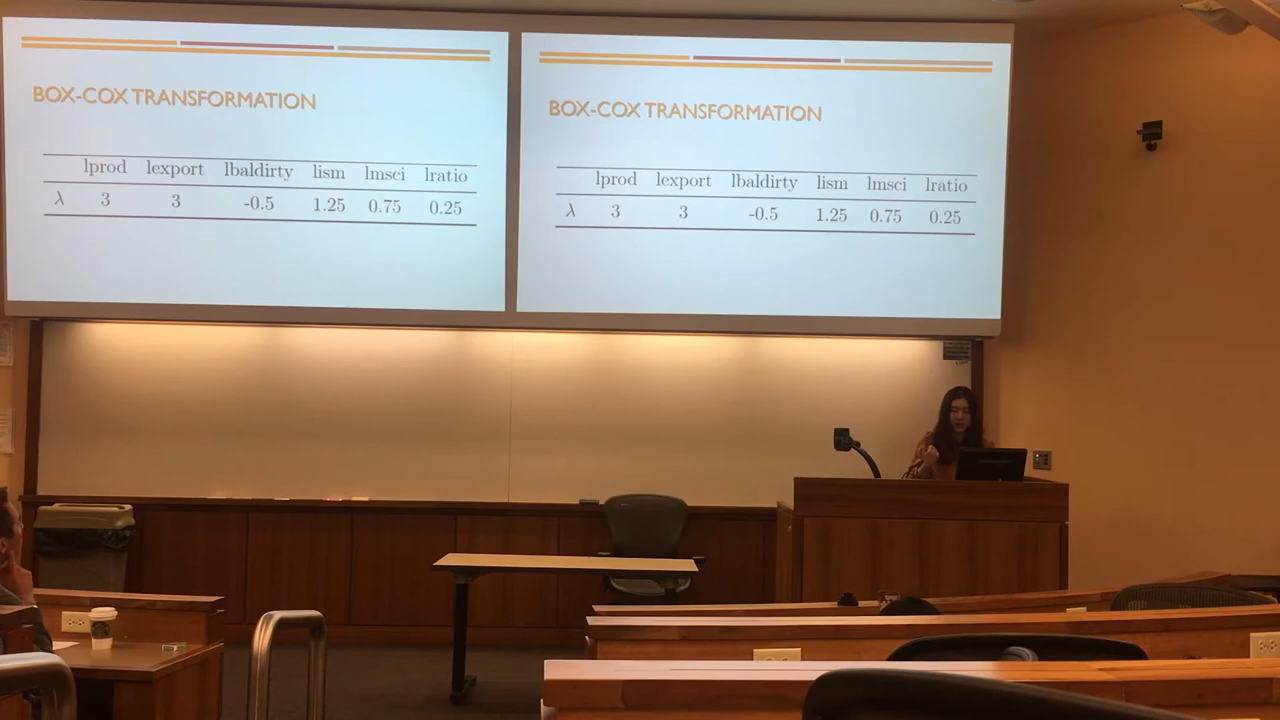 BOX-COX TRANSFORMATION
lprod lexport lbaldirty lism lmsci lratio
λ 3 3 -0.5 1.25 0.75 0.25
BOX-COX TRANSFORMATION
lprod lexport lbaldirty lism lmsci lratio
λ 3 3 -0.5 1.25 0.75 0.25